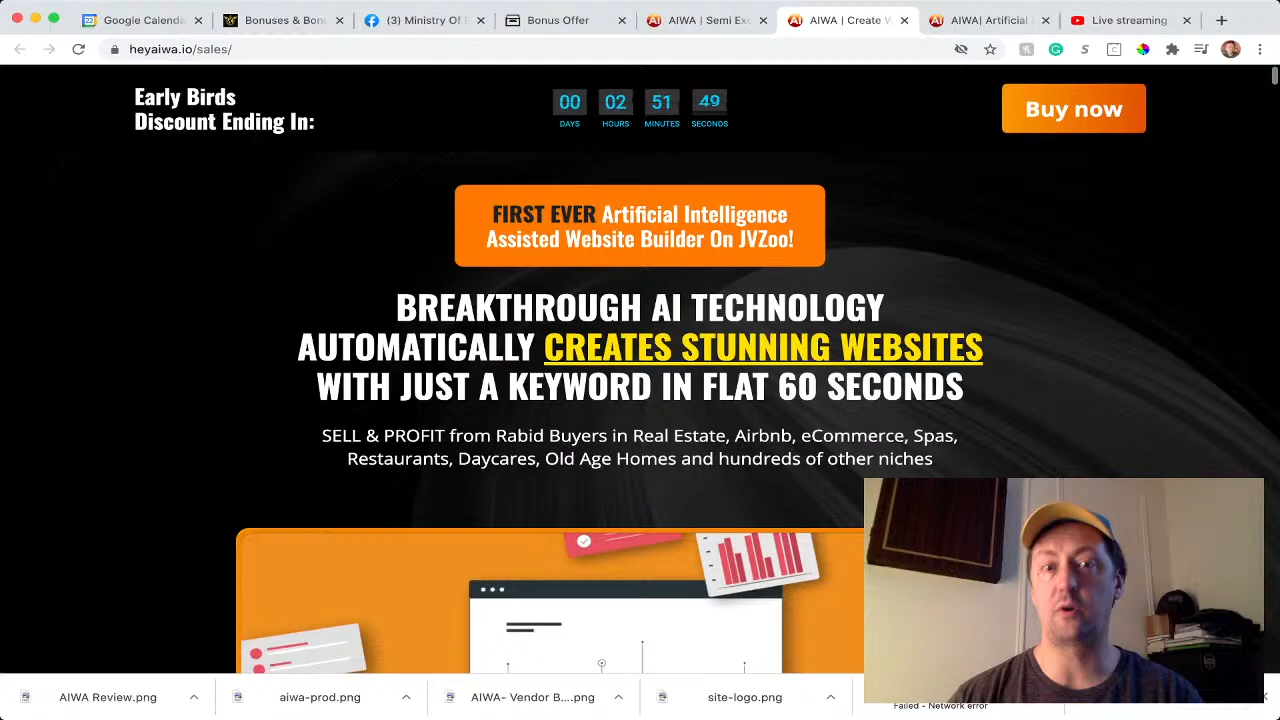 22
Google Calenda
Bonuses & Bonu
(3) Ministry Of F
Bonus Offer
AIWA | Semi Exc
AIWA | Create W
AIWA| Artificial
Live streaming
heyaiwa.io/sales/
Early Birds
Discount Ending In:
00
02
51
49
DAYS
HOURS
MINUTES
SECONDS
Buy now
FIRST EVER Artificial Intelligence
Assisted Website Builder On JVZoo!
BREAKTHROUGH AI TECHNOLOGY
AUTOMATICALLY CREATES STUNNING WEBSITES
WITH JUST A KEYWORD IN FLAT 60 SECONDS
SELL & PROFIT from Rabid Buyers in Real Estate, Airbnb, eCommerce, Spas,
Restaurants, Daycares, Old Age Homes and hundreds of other niches
AIWA Review.png
aiwa-prod.png
AIWA- Vendor B....png
site-logo.png
Failed - Network error